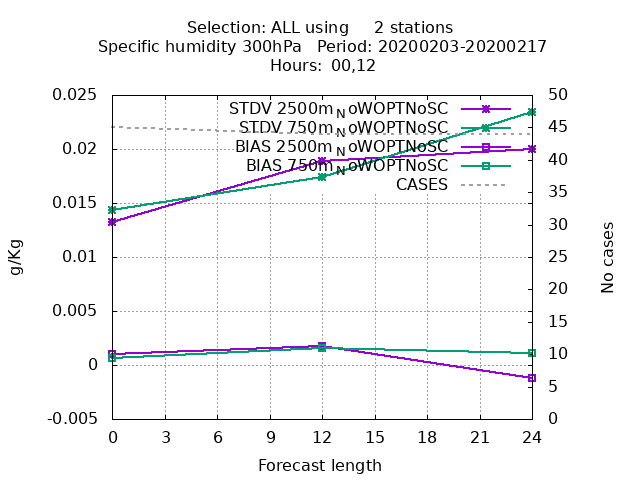 Selection: ALL using     2 stations
Specific humidity 300hPa   Period: 20200203-20200217
Hours:  00,12
0.025
0.02
0.015
0.01
0.005
0
-0.005
g/Kg
STDV 2500m_NoWOPTNoSC
STDV 750m_NoWOPTNoSC
BIAS 2500m_NoWOPTNoSC
BIAS 750m_NoWOPTNoSC
CASES
50
45
40
35
30
25
20
15
10
5
0
No cases
0 3 6 9 12 15 18 21 24
Forecast length